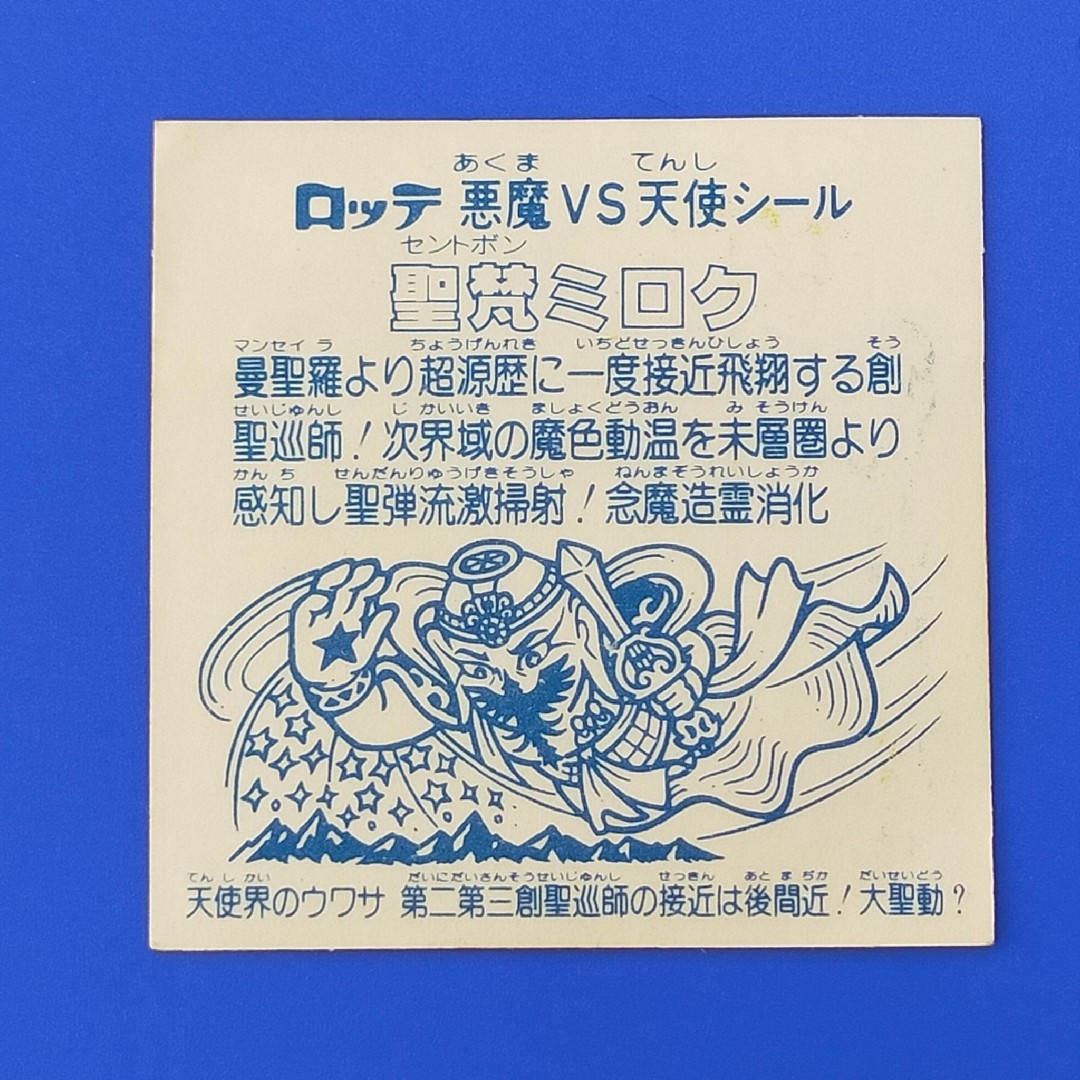 あくま てんし
ロッテ 悪魔VS天使シール
セントボン
聖梵ミロク
マンセイラ ちょうげんれき いちどせっきんひしょう そう
曼聖羅より超源歴に一度接近飛翔する創
せいじゅんし じかいいき ましょくどうおん みそうけん
聖巡師！次界域の魔色動温を未層圏より
かんち せんだんりゅうげきそうしゃ ねんまぞうれいしょうか
感知し聖弾流激掃射！念魔造霊消化
てんしかい だいにだいさんそうせいじゅんし せっきん あとまぢか だいせいどう
天使界のウワサ 第二第三創聖巡師の接近は後間近！大聖動？